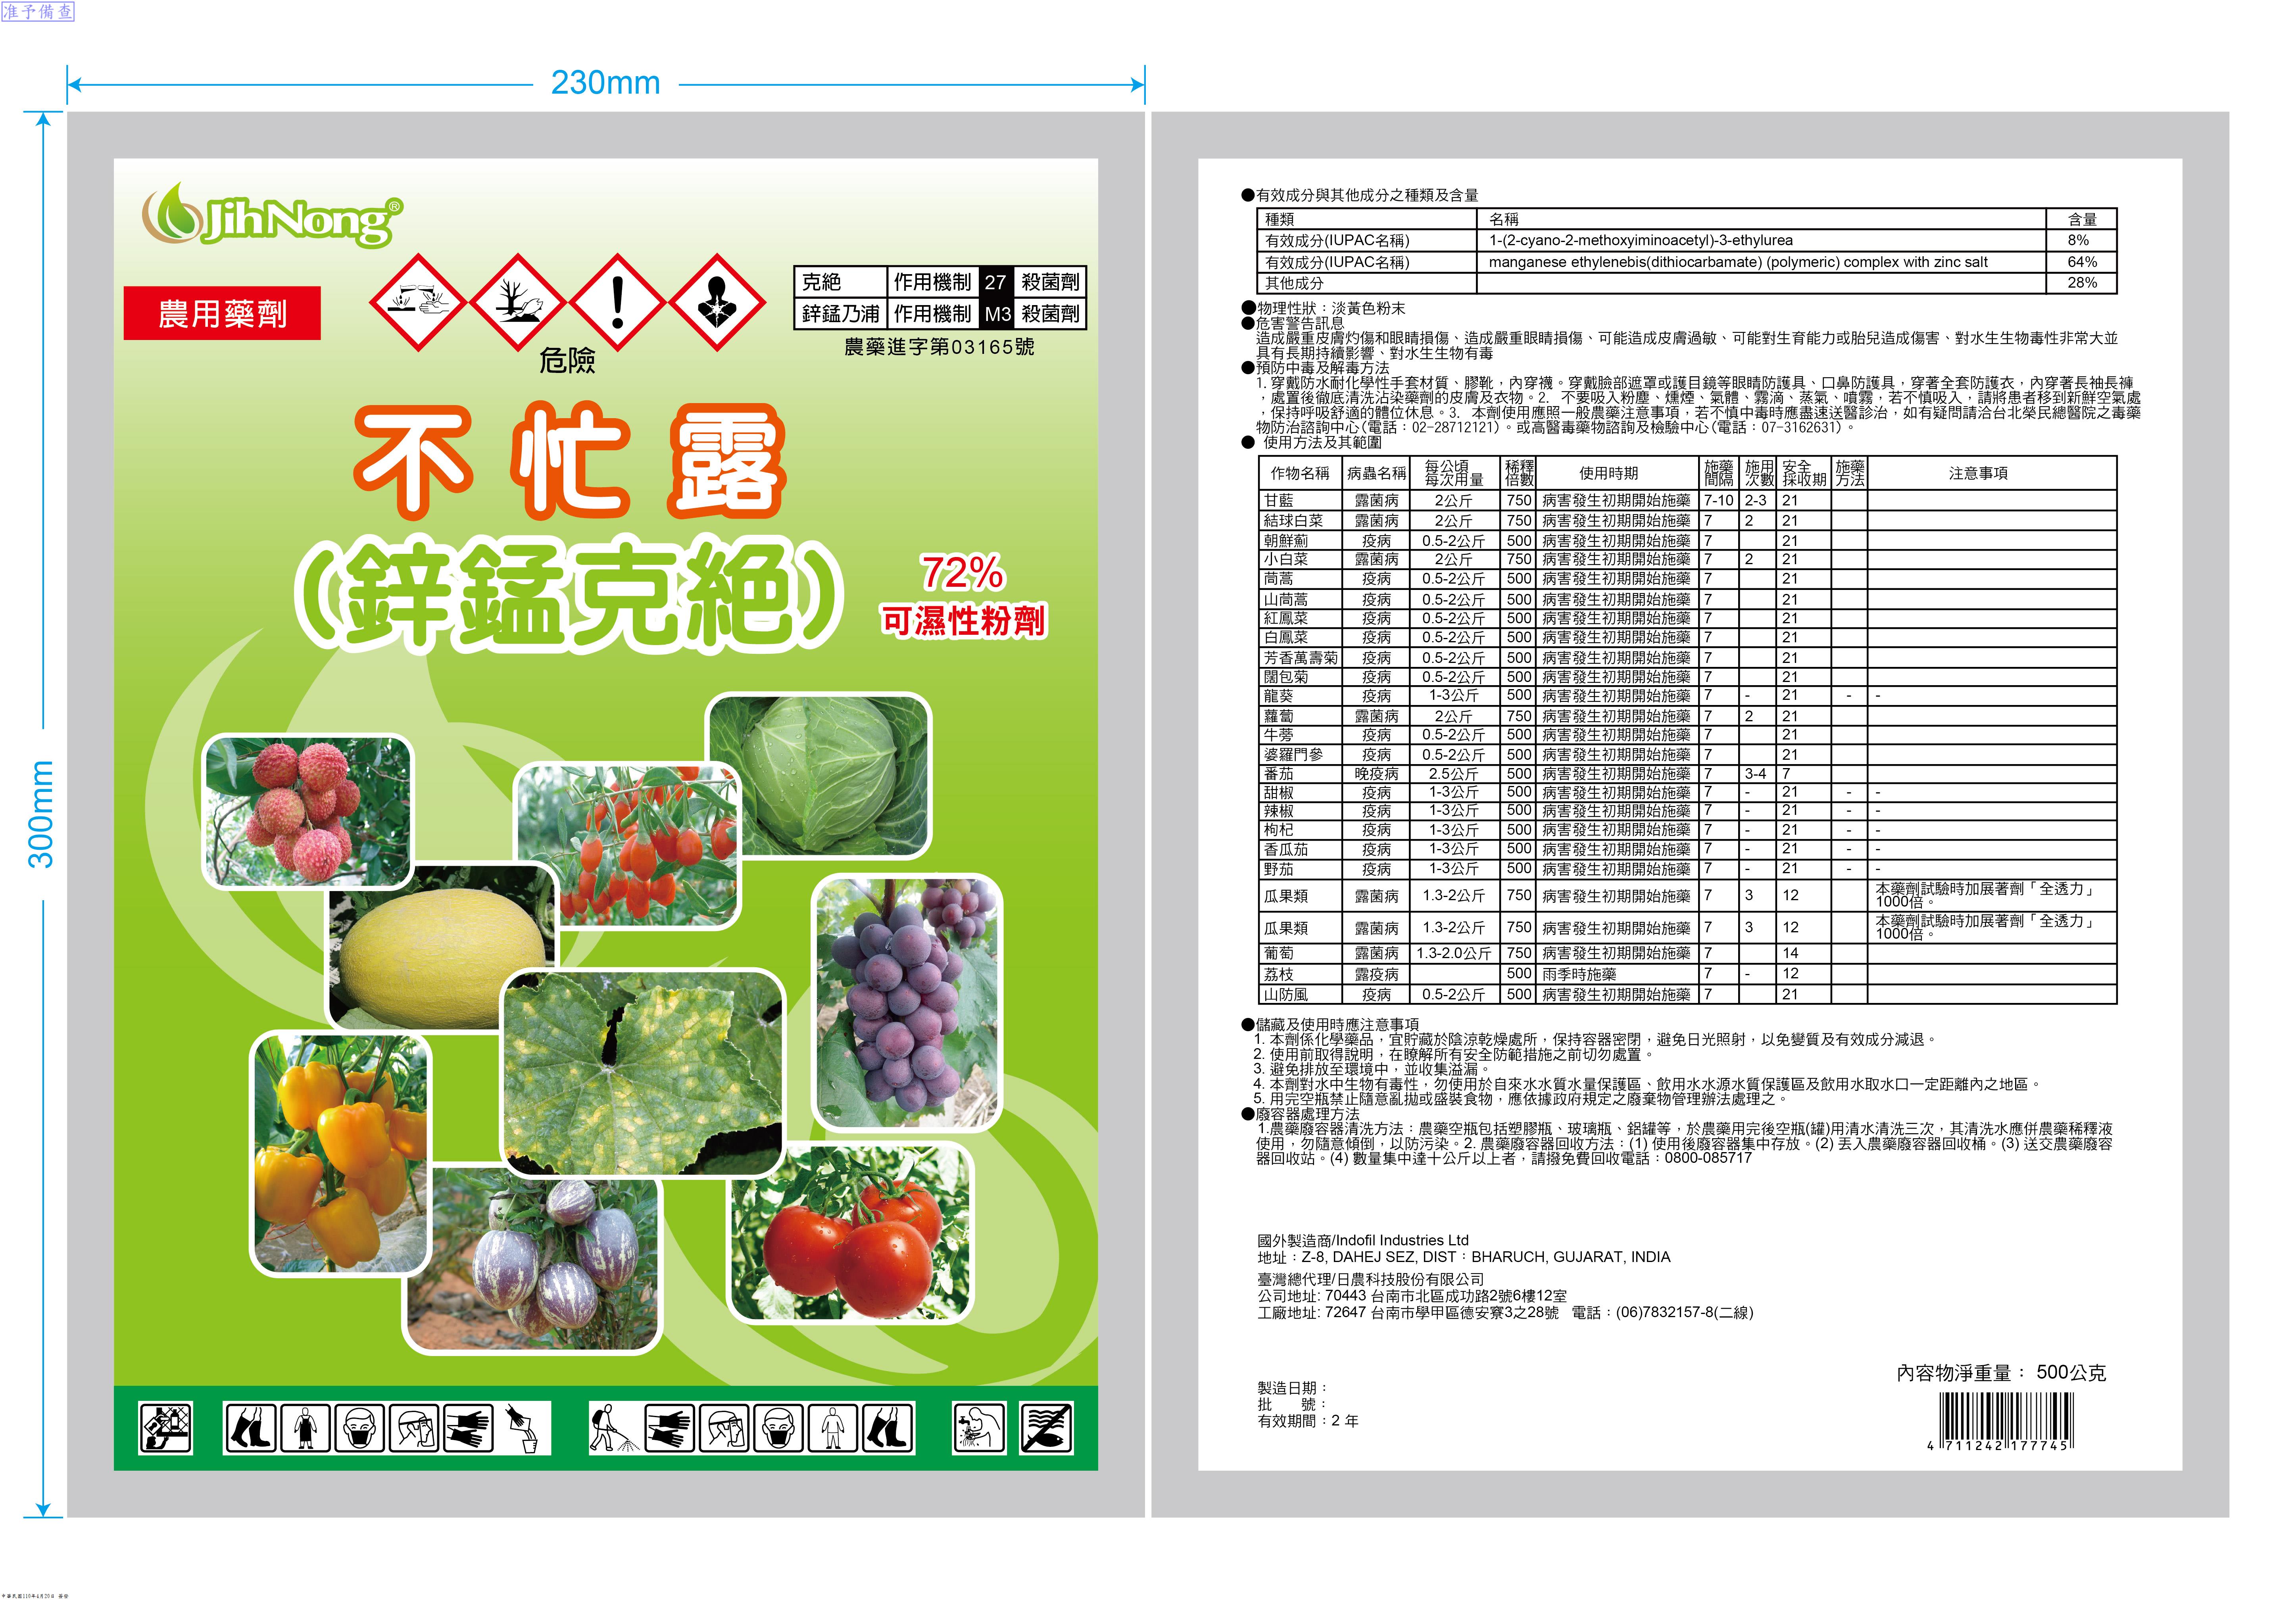 准予備查
230mm
300mm
JihNong®
農用藥劑
危險
克絕 作用機制 27 殺菌劑
鋅錳乃浦 作用機制 M3 殺菌劑
農藥進字第03165號
不忙露
(鋅錳克絕)
72%
可濕性粉劑
●有效成分與其他成分之種類及含量
種類 名稱 含量
有效成分(IUPAC名稱) 1-(2-cyano-2-methoxyiminoacetyl)-3-ethylurea 8%
有效成分(IUPAC名稱) manganese ethylenebis(dithiocarbamate) (polymeric) complex with zinc salt 64%
其他成分 28%
●物理性狀：淡黃色粉末
●危害警告訊息
造成嚴重皮膚灼傷和眼睛損傷、造成嚴重眼睛損傷、可能造成皮膚過敏、可能對生育能力或胎兒造成傷害、對水生生物毒性非常大並
具有長期持續影響、對水生生物有毒
●預防中毒及解毒方法
1. 穿戴防水耐化學性手套材質、膠靴，內穿襪。穿戴臉部遮罩或護目鏡等眼睛防護具、口鼻防護具，穿著全套防護衣，內穿著長袖長褲
，處置後徹底清洗沾染藥劑的皮膚及衣物。2. 不要吸入粉塵、燻煙、氣體、霧滴、蒸氣、噴霧，若不慎吸入，請將患者移到新鮮空氣處
，保持呼吸舒適的體位休息。3. 本劑使用應照一般農藥注意事項，若不慎中毒時應盡速送醫診治，如有疑問請洽台北榮民總醫院之毒藥
物防治諮詢中心(電話：02-28712121)。或高醫毒藥物諮詢及檢驗中心(電話：07-3162631)。
● 使用方法及其範圍
作物名稱 病蟲名稱 每公頃每次用量 稀釋倍數 使用時期 施藥間隔 施用次數 安全採收期 施藥方法 注意事項
甘藍 露菌病 2公斤 750 病害發生初期開始施藥 7-10 2-3 21
結球白菜 露菌病 2公斤 750 病害發生初期開始施藥 7 2 21
朝鮮薊 疫病 0.5-2公斤 500 病害發生初期開始施藥 7 21
小白菜 露菌病 2公斤 750 病害發生初期開始施藥 7 2 21
茼蒿 疫病 0.5-2公斤 500 病害發生初期開始施藥 7 21
山茼蒿 疫病 0.5-2公斤 500 病害發生初期開始施藥 7 21
紅鳳菜 疫病 0.5-2公斤 500 病害發生初期開始施藥 7 21
白鳳菜 疫病 0.5-2公斤 500 病害發生初期開始施藥 7 21
芳香萬壽菊 疫病 0.5-2公斤 500 病害發生初期開始施藥 7 21
闊包菊 疫病 0.5-2公斤 500 病害發生初期開始施藥 7 21
龍葵 疫病 1-3公斤 500 病害發生初期開始施藥 7 - 21 - -
蘿蔔 露菌病 2公斤 750 病害發生初期開始施藥 7 2 21
牛蒡 疫病 0.5-2公斤 500 病害發生初期開始施藥 7 21
婆羅門參 疫病 0.5-2公斤 500 病害發生初期開始施藥 7 21
番茄 晚疫病 2.5公斤 500 病害發生初期開始施藥 7 3-4 7
甜椒 疫病 1-3公斤 500 病害發生初期開始施藥 7 - 21 - -
辣椒 疫病 1-3公斤 500 病害發生初期開始施藥 7 - 21 - -
枸杞 疫病 1-3公斤 500 病害發生初期開始施藥 7 - 21 - -
香瓜茄 疫病 1-3公斤 500 病害發生初期開始施藥 7 - 21 - -
野茄 疫病 1-3公斤 500 病害發生初期開始施藥 7 - 21 - -
瓜果類 露菌病 1.3-2公斤 750 病害發生初期開始施藥 7 3 12 本藥劑試驗時加展著劑「全透力」1000倍。
瓜果類 露菌病 1.3-2公斤 750 病害發生初期開始施藥 7 3 12 本藥劑試驗時加展著劑「全透力」1000倍。
葡萄 露菌病 1.3-2.0公斤 750 病害發生初期開始施藥 7 14
荔枝 露疫病 500 雨季時施藥 7 - 12
山防風 疫病 0.5-2公斤 500 病害發生初期開始施藥 7 21
●儲藏及使用時應注意事項
1. 本劑係化學藥品，宜貯藏於陰涼乾燥處所，保持容器密閉，避免日光照射，以免變質及有效成分減退。
2. 使用前取得說明，在瞭解所有安全防範措施之前切勿處置。
3. 避免排放至環境中，並收集溢漏。
4. 本劑對水中生物有毒性，勿使用於自來水水質水量保護區、飲用水水源水質保護區及飲用水取水口一定距離內之地區。
5. 用完空瓶禁止隨意亂拋或盛裝食物，應依據政府規定之廢棄物管理辦法處理之。
●廢容器處理方法
1.農藥廢容器清洗方法：農藥空瓶包括塑膠瓶、玻璃瓶、鋁罐等，於農藥用完後空瓶(罐)用清水清洗三次，其清洗水應併農藥稀釋液
使用，勿隨意傾倒，以防污染。2. 農藥廢容器回收方法：(1) 使用後廢容器集中存放。(2) 丟入農藥廢容器回收桶。(3) 送交農藥廢容
器回收站。(4) 數量集中達十公斤以上者，請撥免費回收電話：0800-085717
國外製造商/Indofil Industries Ltd
地址：Z-8, DAHEJ SEZ, DIST：BHARUCH, GUJARAT, INDIA
臺灣總代理/日農科技股份有限公司
公司地址: 70443 台南市北區成功路2號6樓12室
工廠地址: 72647 台南市學甲區德安寮3之28號 電話：(06)7832157-8(二線)
內容物淨重量： 500公克
製造日期：
批 號：
有效期間：2 年
4 711242 177745
中華民國110年4月20日